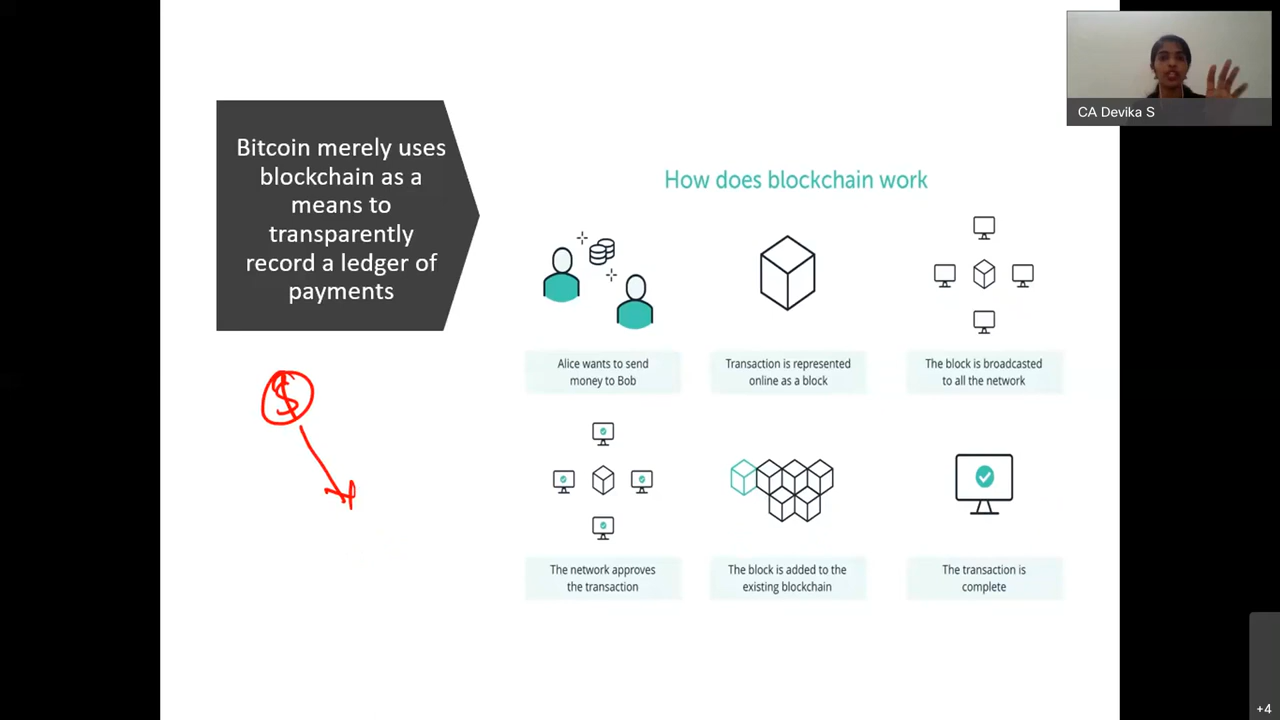 Bitcoin merely uses
blockchain as a
means to
transparently
record a ledger of
payments
$
How does blockchain work
Alice wants to send
money to Bob
Transaction is represented
online as a block
The block is broadcasted
to all the network
The network approves
the transaction
The block is added to the
existing blockchain
The transaction is
complete
CA Devika S
+4